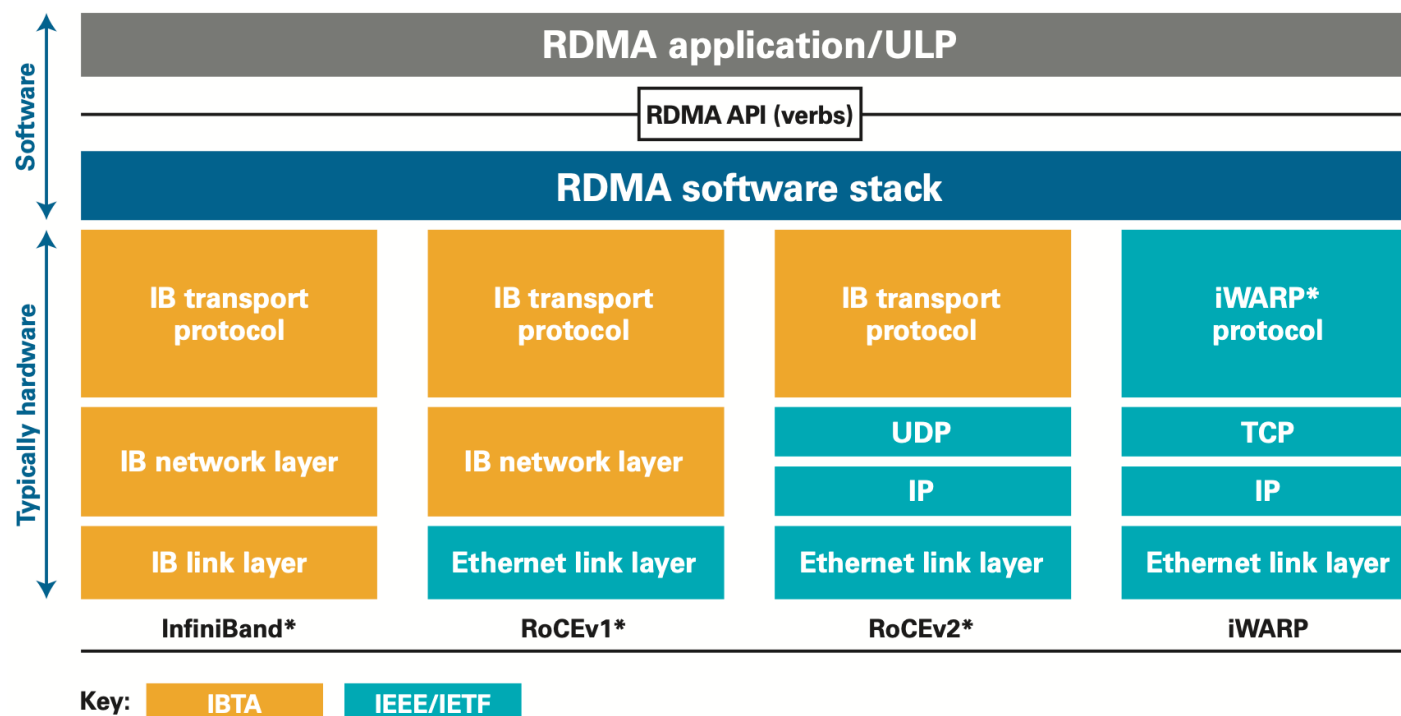 RDMA application/ULP
RDMA API (verbs)
Software
RDMA software stack
Typically hardware
IB transport
protocol
IB network layer
IB link layer
InfiniBand*
IB transport
protocol
IB network layer
Ethernet link layer
RoCEv1*
IB transport
protocol
UDP
IP
Ethernet link layer
RoCEv2*
iWARP*
protocol
TCP
IP
Ethernet link layer
iWARP
Key:
IBTA
IEEE/IETF